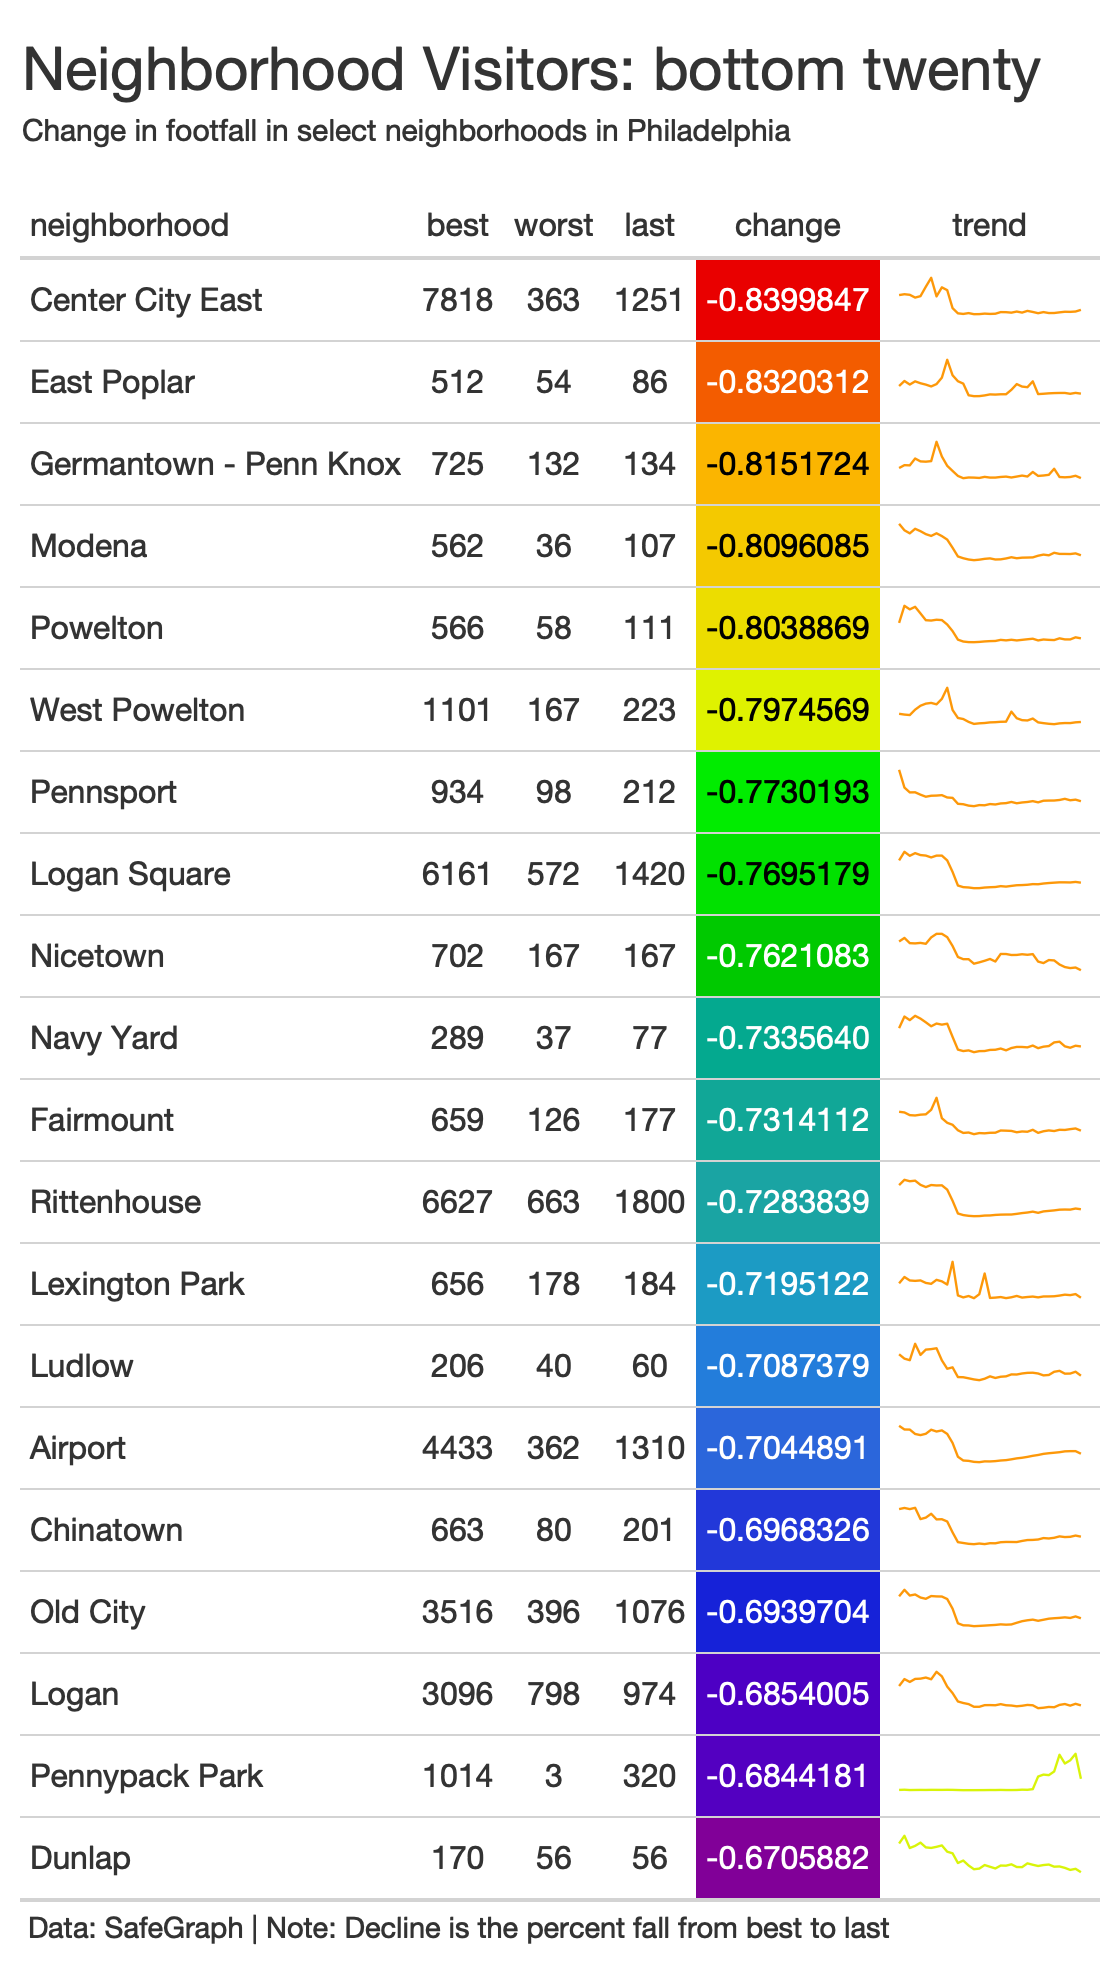 Neighborhood Visitors: bottom twenty
Change in footfall in select neighborhoods in Philadelphia
neighborhood best worst last change trend
Center City East 7818 363 1251 -0.8399847
East Poplar 512 54 86 -0.8320312
Germantown - Penn Knox 725 132 134 -0.8151724
Modena 562 36 107 -0.8096085
Powelton 566 58 111 -0.8038869
West Powelton 1101 167 223 -0.7974569
Pennsport 934 98 212 -0.7730193
Logan Square 6161 572 1420 -0.7695179
Nicetown 702 167 167 -0.7621083
Navy Yard 289 37 77 -0.7335640
Fairmount 659 126 177 -0.7314112
Rittenhouse 6627 663 1800 -0.7283839
Lexington Park 656 178 184 -0.7195122
Ludlow 206 40 60 -0.7087379
Airport 4433 362 1310 -0.7044891
Chinatown 663 80 201 -0.6968326
Old City 3516 396 1076 -0.6939704
Logan 3096 798 974 -0.6854005
Pennypack Park 1014 3 320 -0.6844181
Dunlap 170 56 56 -0.6705882
Data: SafeGraph | Note: Decline is the percent fall from best to last